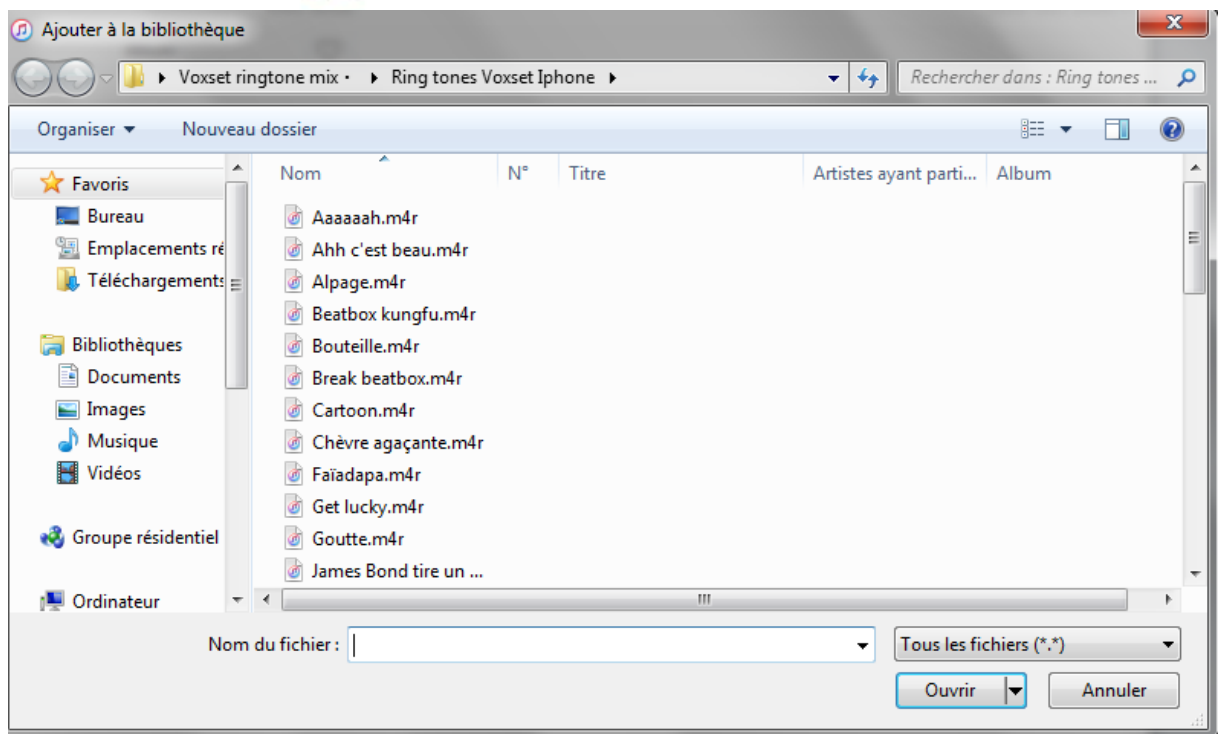 Ajouter à la bibliothèque
Voxset ringtone mix · Ring tones Voxset Iphone
Rechercher dans : Ring tones ...
Organiser Nouveau dossier
Favoris
Bureau
Emplacements ré
Téléchargements
Bibliothèques
Documents
Images
Musique
Vidéos
Groupe résidentiel
Ordinateur
Nom N° Titre Artistes ayant parti... Album
Aaaaaah.m4r
Ahh c'est beau.m4r
Alpage.m4r
Beatbox kungfu.m4r
Bouteille.m4r
Break beatbox.m4r
Cartoon.m4r
Chèvre agaçante.m4r
Faïadapa.m4r
Get lucky.m4r
Goutte.m4r
James Bond tire un ...
Nom du fichier :
Tous les fichiers (*.*)
Ouvrir Annuler